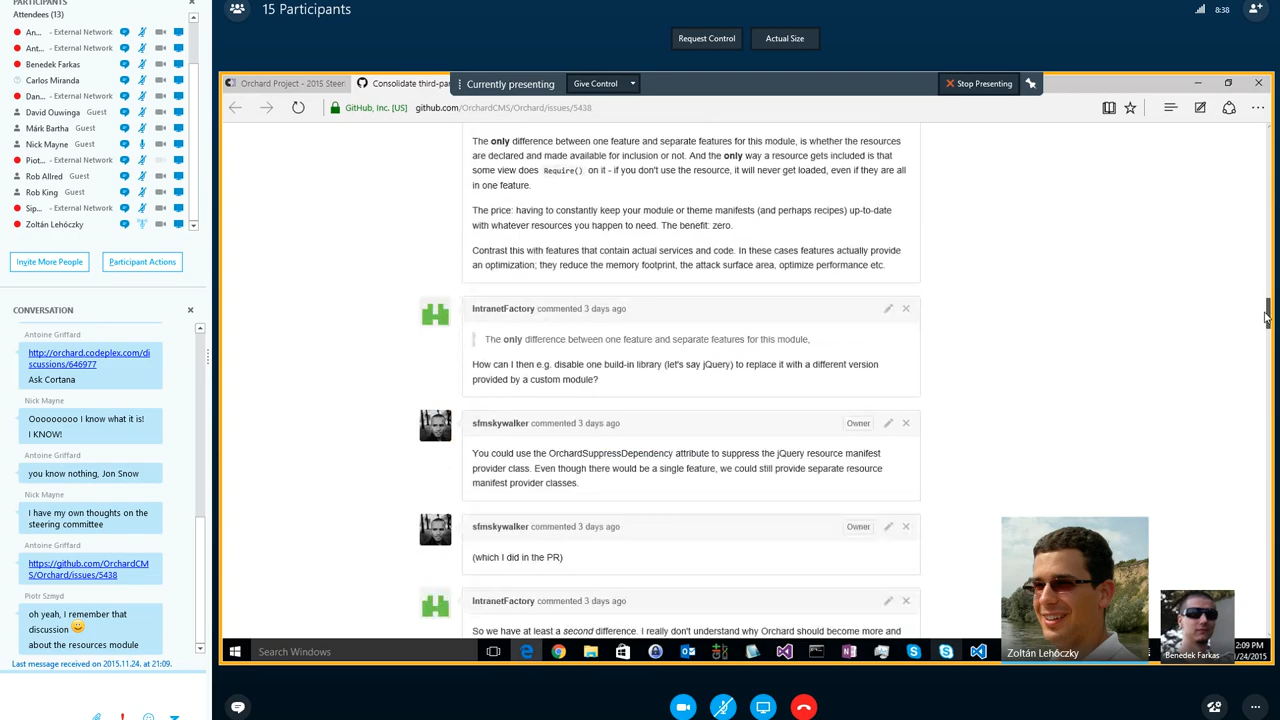 PARTICIPANTS
Attendees (13)
An... - External Network
Ant... - External Network
Benedek Farkas
Carlos Miranda
Dan... - External Network
David Ouwinga Guest
Márk Bartha Guest
Nick Mayne Guest
Piot... - External Network
Rob Allred Guest
Rob King Guest
Sip... - External Network
Zoltán Lehóczky
Invite More People
Participant Actions
CONVERSATION
Antoine Griffard
http://orchard.codeplex.com/di
scussions/646977
Ask Cortana
Nick Mayne
Ooooooooo I know what it is!
I KNOW!
Antoine Griffard
you know nothing, Jon Snow
Nick Mayne
I have my own thoughts on the
steering committee
Antoine Griffard
https://github.com/OrchardCM
S/Orchard/issues/5438
Piotr Szmyd
oh yeah, I remember that
discussion
about the resources module
Last message received on 2015.11.24. at 21:09.
15 Participants
8:38
Request Control
Actual Size
Orchard Project - 2015 Steer
Consolidate third-pa
Currently presenting
Give Control
Stop Presenting
GitHub, Inc. [US]
github.com/OrchardCMS/Orchard/issues/5438
The only difference between one feature and separate features for this module, is whether the resources
are declared and made available for inclusion or not. And the only way a resource gets included is that
some view does Require() on it - if you don't use the resource, it will never get loaded, even if they are all
in one feature.
The price: having to constantly keep your module or theme manifests (and perhaps recipes) up-to-date
with whatever resources you happen to need. The benefit: zero.
Contrast this with features that contain actual services and code. In these cases features actually provide
an optimization; they reduce the memory footprint, the attack surface area, optimize performance etc.
IntranetFactory commented 3 days ago
The only difference between one feature and separate features for this module,
How can I then e.g. disable one build-in library (let's say jQuery) to replace it with a different version
provided by a custom module?
sfmskywalker commented 3 days ago
Owner
You could use the OrchardSuppressDependency attribute to suppress the jQuery resource manifest
provider class. Even though there would be a single feature, we could still provide separate resource
manifest provider classes.
sfmskywalker commented 3 days ago
Owner
(which I did in the PR)
IntranetFactory commented 3 days ago
So we have at least a second difference. I really don't understand why Orchard should become more and
Search Windows
2:09 PM
/24/2015
Zoltán Lehóczky
Benedek Farkas